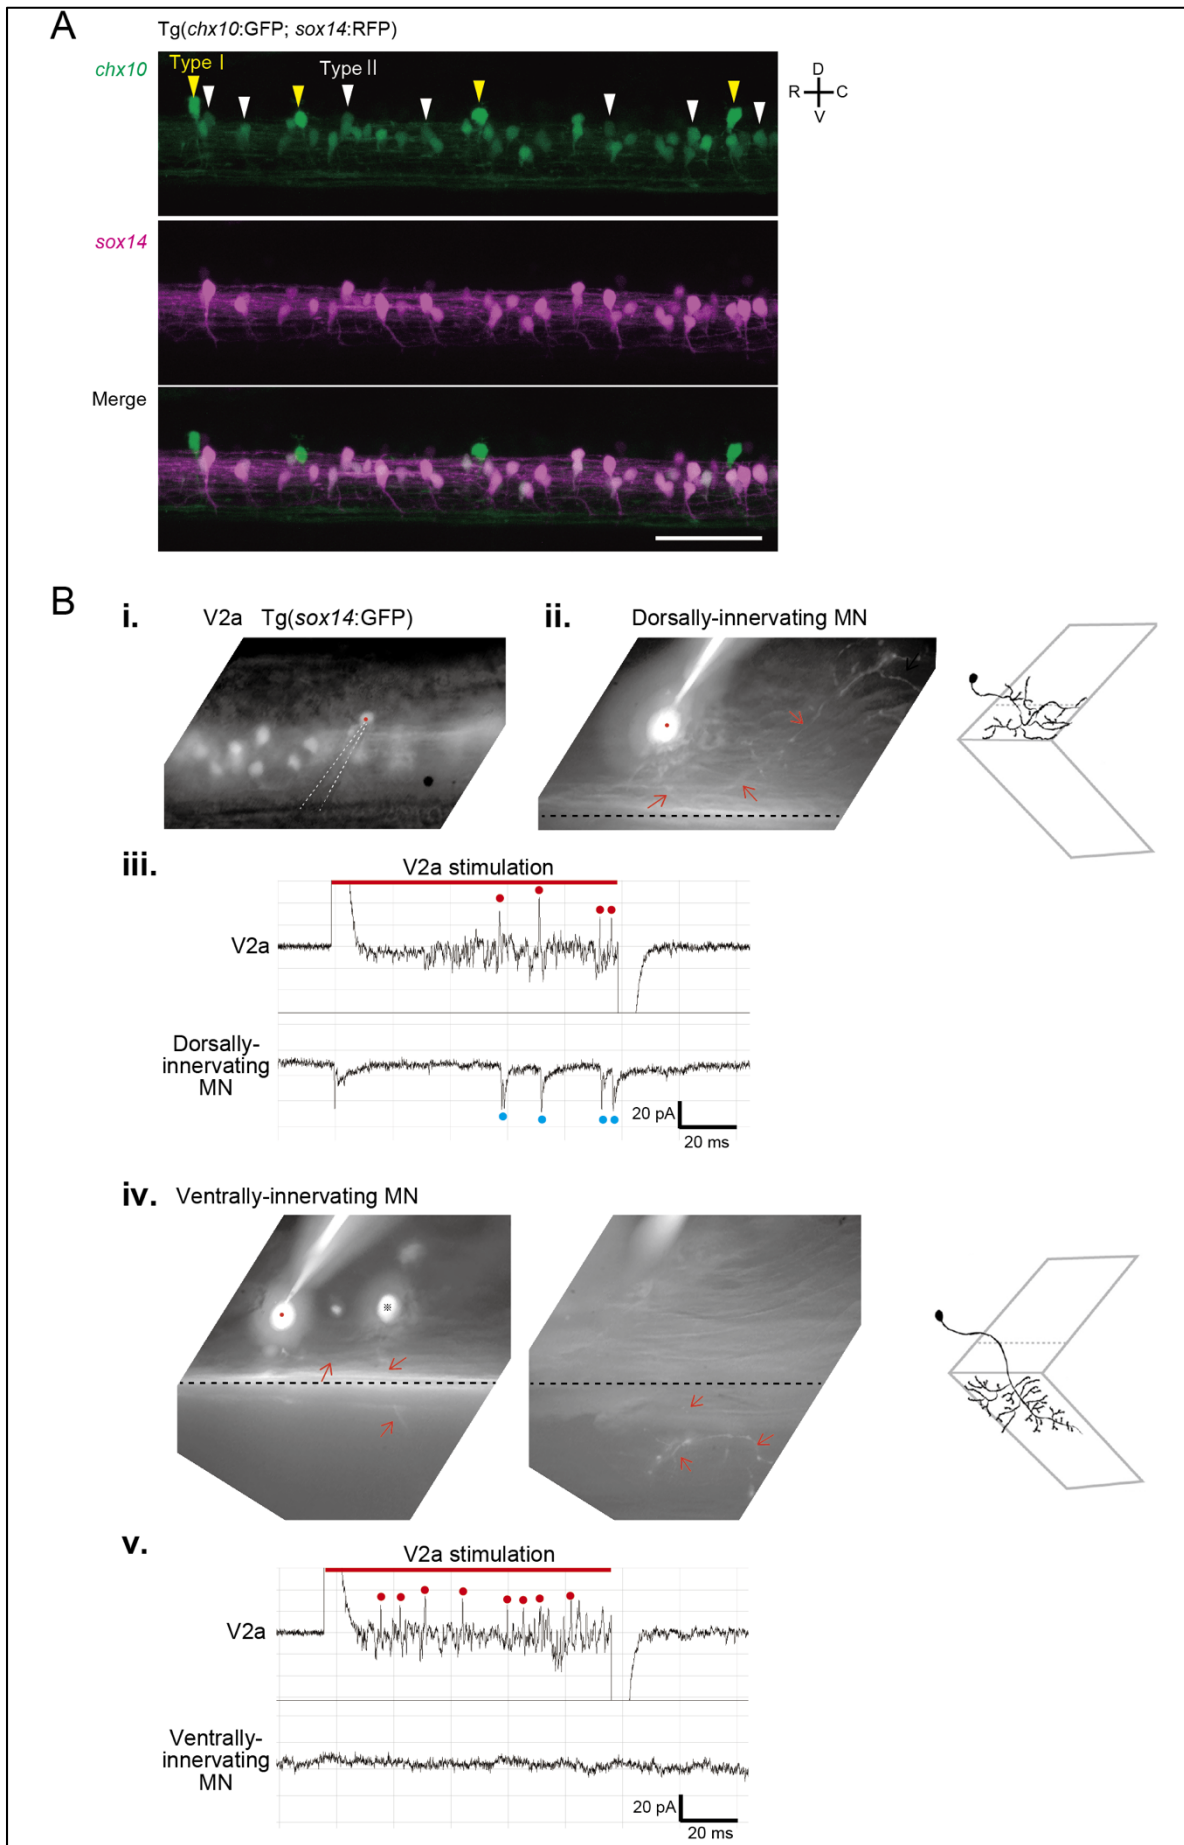 A
Tg(chx10:GFP; sox14:RFP)
chx10
Type I
Type II
D
R C
V
sox14
Merge
B
i. V2a Tg(sox14:GFP)
ii. Dorsally-innervating MN
iii.
V2a stimulation
V2a
Dorsally-
innervating
MN
20 pA
20 ms
iv. Ventrally-innervating MN
※
v.
V2a stimulation
V2a
Ventrally-
innervating
MN
20 pA
20 ms